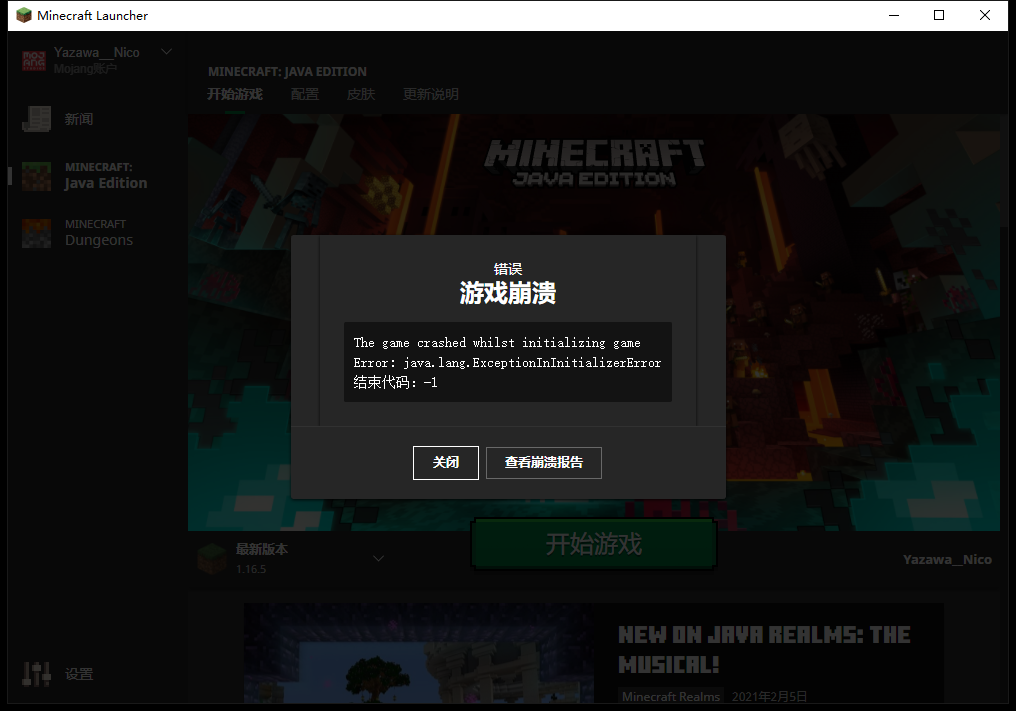 Minecraft Launcher
Yazawa__Nico
Mojang账户
新闻
MINECRAFT:
Java Edition
MINECRAFT
Dungeons
设置
MINECRAFT: JAVA EDITION
开始游戏 配置 皮肤 更新说明
MINECRAFT
JAVA EDITION
错误
游戏崩溃
The game crashed whilst initializing game
Error: java.lang.ExceptionInInitializerError
结束代码: -1
关闭 查看崩溃报告
最新版本
1.16.5
开始游戏
Yazawa__Nico
NEW ON JAVA REALMS: THE
MUSICAL!
Minecraft Realms 2021年2月5日